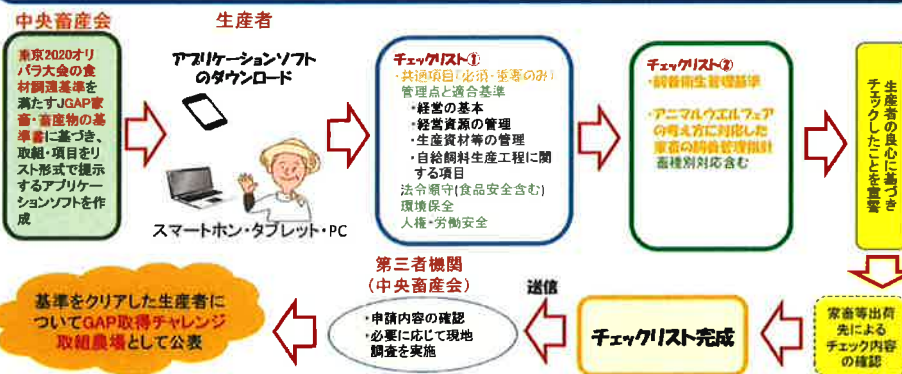 中央畜産会
生産者
東京2020オリ
パラ大会の食
材調達基準を
満たすJGAP家
畜・畜産物の基
準書に基づき、
取組・項目をリ
スト形式で提示
するアプリケー
ションソフトを作
成
アプリケーションソフト
のダウンロード
スマートホン・タブレット・PC
チェックリスト①
・共通項目(必須・重要のみ)
管理点と適合基準
・経営の基本
・経営資源の管理
・生産資材等の管理
・自給飼料生産工程に関
する項目
法令順守(食品安全含む)
環境保全
人権・労働安全
チェックリスト②
・飼養衛生管理基準
・アニマルウエルフェア
の考え方に対応した
家畜の飼養管理指針
畜種別対応含む
生産者の良心に基づき
チェックしたことを宣誓
家畜等出荷
先による
チェック内容
の確認
チェックリスト完成
送信
第三者機関
(中央畜産会)
・申請内容の確認
・必要に応じて現地
調査を実施
基準をクリアした生産者に
ついてGAP取得チャレンジ
取組農場として公表